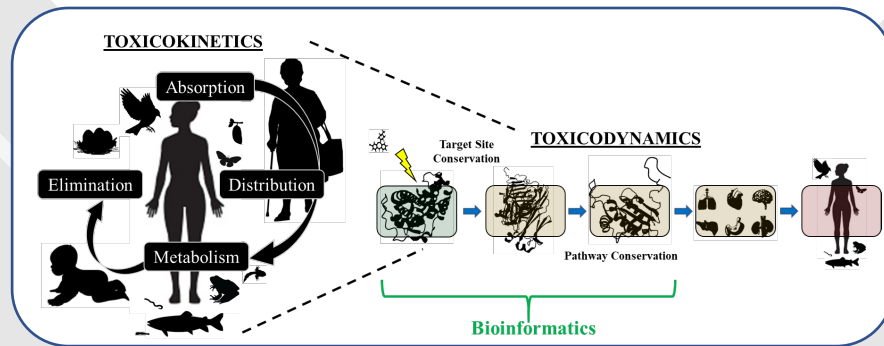 TOXICOKINETICS
Absorption
Elimination
Distribution
Metabolism
TOXICODYNAMICS
Target Site
Conservation
Pathway Conservation
Bioinformatics